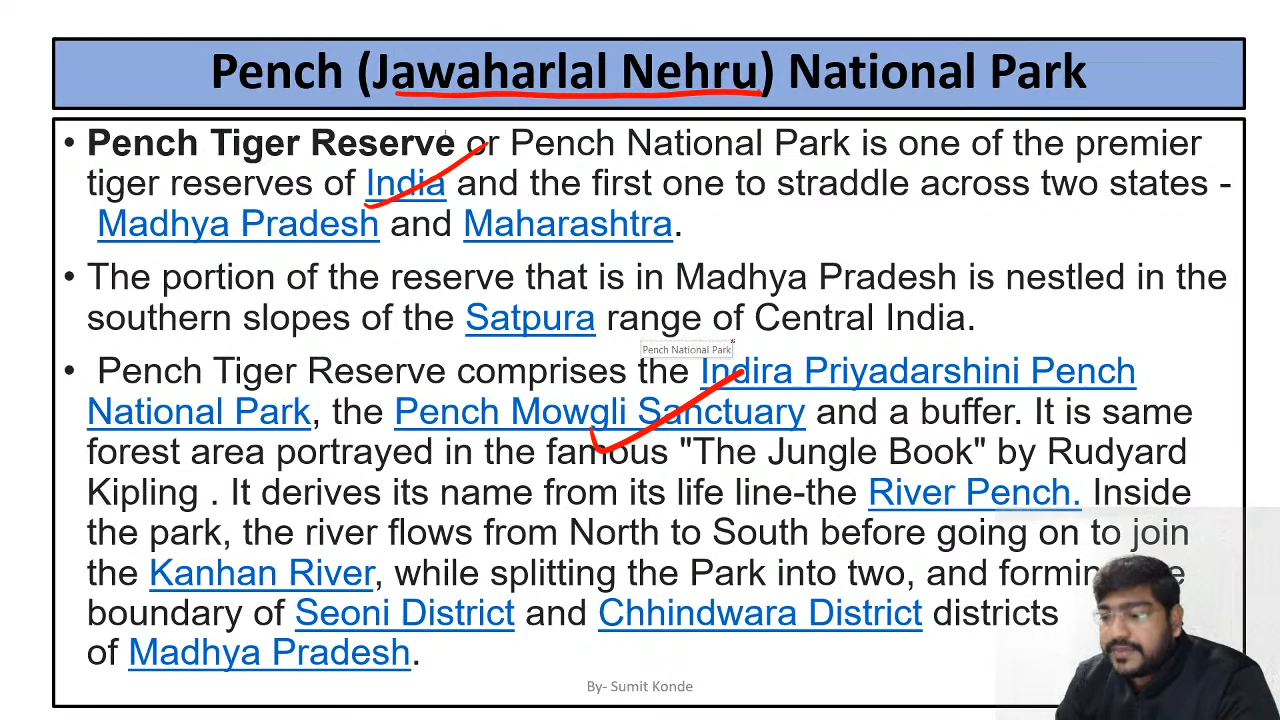 Pench (Jawaharlal Nehru) National Park
• Pench Tiger Reserve or Pench National Park is one of the premier
tiger reserves of India and the first one to straddle across two states -
Madhya Pradesh and Maharashtra.
• The portion of the reserve that is in Madhya Pradesh is nestled in the
southern slopes of the Satpura range of Central India.
Pench National Park
• Pench Tiger Reserve comprises the Indira Priyadarshini Pench
National Park, the Pench Mowgli Sanctuary and a buffer. It is same
forest area portrayed in the famous "The Jungle Book" by Rudyard
Kipling . It derives its name from its life line-the River Pench. Inside
the park, the river flows from North to South before going on to join
the Kanhan River, while splitting the Park into two, and
boundary of Seoni District and Chhindwara District districts
of Madhya Pradesh.
By- Sumit Konde